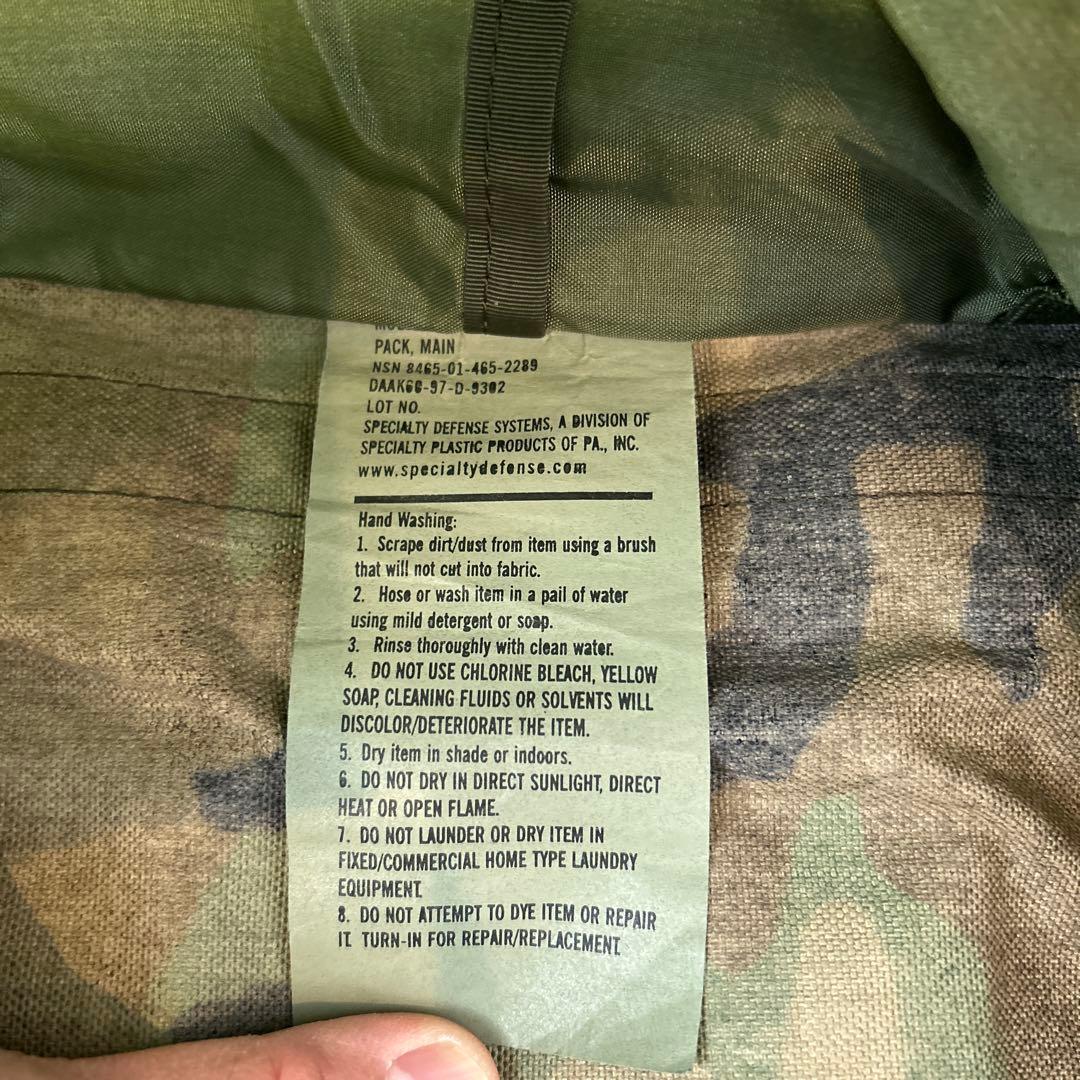 PACK, MAIN
NSN 8465-01-465-2289
DAAK60-97-D-9302
LOT NO.
SPECIALTY DEFENSE SYSTEMS, A DIVISION OF
SPECIALTY PLASTIC PRODUCTS OF PA., INC.
www.specialtydefense.com
Hand Washing:
1. Scrape dirt/dust from item using a brush
that will not cut into fabric.
2. Hose or wash item in a pail of water
using mild detergent or soap.
3. Rinse thoroughly with clean water.
4. DO NOT USE CHLORINE BLEACH, YELLOW
SOAP, CLEANING FLUIDS OR SOLVENTS WILL
DISCOLOR/DETERIORATE THE ITEM.
5. Dry item in shade or indoors.
6. DO NOT DRY IN DIRECT SUNLIGHT, DIRECT
HEAT OR OPEN FLAME.
7. DO NOT LAUNDER OR DRY ITEM IN
FIXED/COMMERCIAL HOME TYPE LAUNDRY
EQUIPMENT.
8. DO NOT ATTEMPT TO DYE ITEM OR REPAIR
IT. TURN-IN FOR REPAIR/REPLACEMENT.